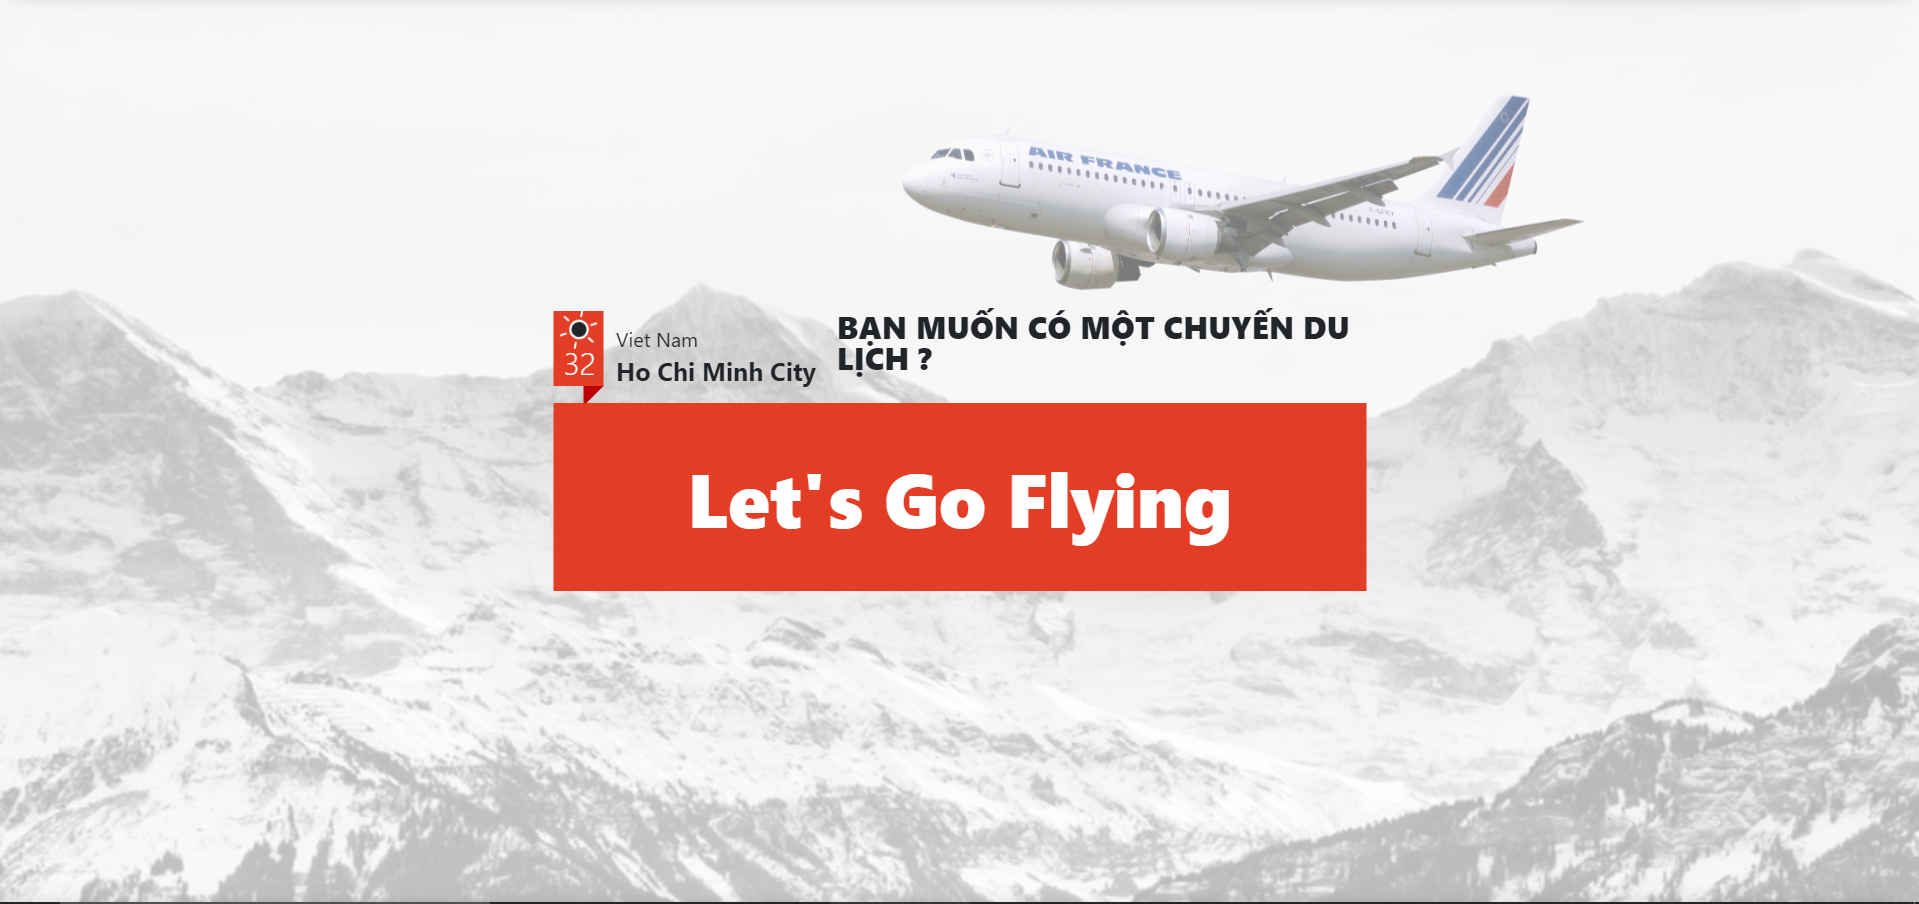 AIR FRANCE
32
Viet Nam
Ho Chi Minh City
BẠN MUỐN CÓ MỘT CHUYẾN DU
LỊCH ?
Let's Go Flying